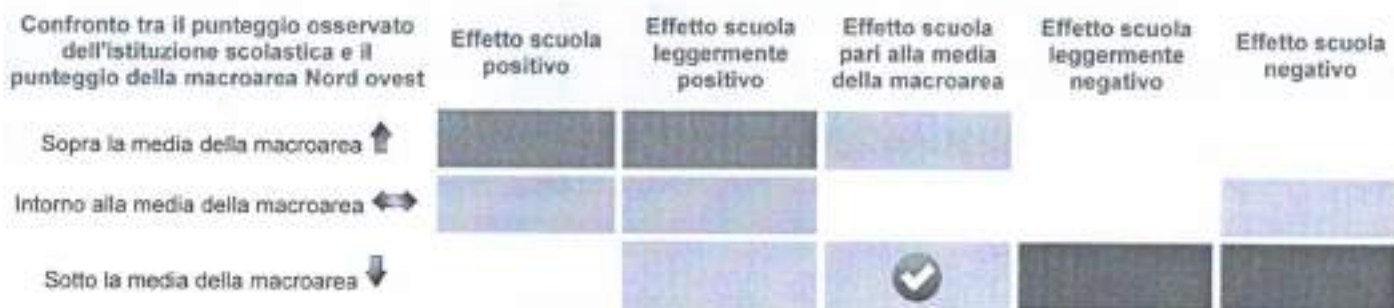 Confronto tra il punteggio osservato
dell'istituzione scolastica e il
punteggio della macroarea Nord ovest
Effetto scuola
positivo
Effetto scuola
leggermente
positivo
Effetto scuola
pari alla media
della macroarea
Effetto scuola
leggermente
negativo
Effetto scuola
negativo
Sopra la media della macroarea
Intorno alla media della macroarea
Sotto la media della macroarea